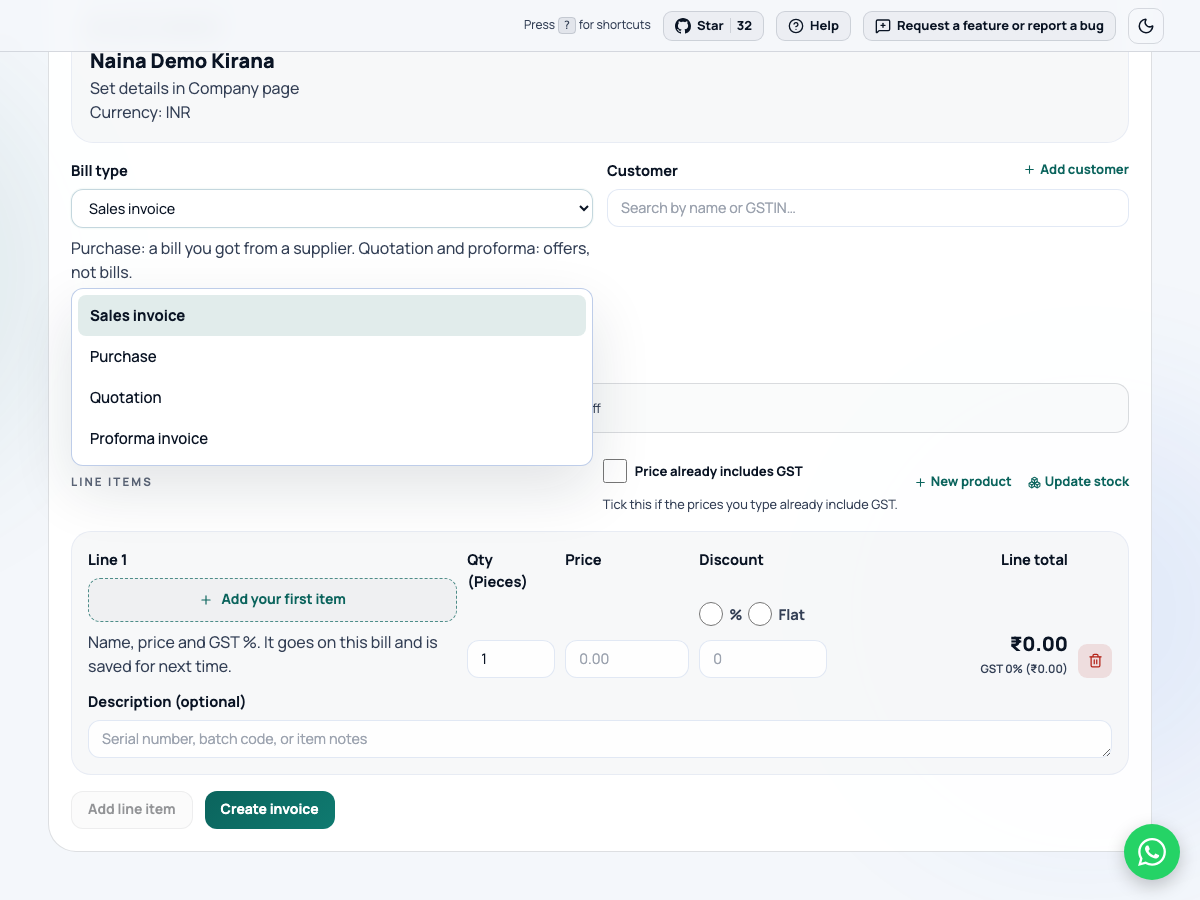 Press ? for shortcuts
Star 32
Help
Request a feature or report a bug
Naina Demo Kirana
Set details in Company page
Currency: INR
Bill type
Customer
+ Add customer
Sales invoice
Search by name or GSTIN...
Purchase: a bill you got from a supplier. Quotation and proforma: offers,
not bills.
Sales invoice
Purchase
Quotation
Proforma invoice
LINE ITEMS
Price already includes GST
Tick this if the prices you type already include GST.
+ New product
Update stock
Line 1
Qty
(Pieces)
Price
Discount
Line total
+ Add your first item
% Flat
Name, price and GST %. It goes on this bill and is
saved for next time.
1
0.00
0
₹0.00
GST 0% (₹0.00)
Description (optional)
Serial number, batch code, or item notes
Add line item
Create invoice